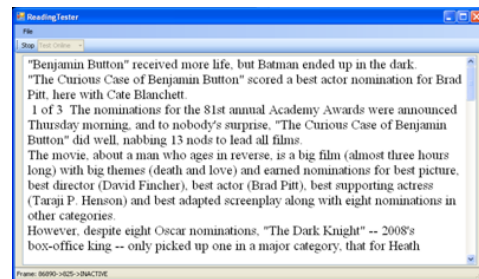 ReadingTester
File
Stop Test Online
"Benjamin Button" received more life, but Batman ended up in the dark.
"The Curious Case of Benjamin Button" scored a best actor nomination for Brad
Pitt, here with Cate Blanchett.
1 of 3 The nominations for the 81st annual Academy Awards were announced
Thursday morning, and to nobody's surprise, "The Curious Case of Benjamin
Button" did well, nabbing 13 nods to lead all films.
The movie, about a man who ages in reverse, is a big film (almost three hours
long) with big themes (death and love) and earned nominations for best picture,
best director (David Fincher), best actor (Brad Pitt), best supporting actress
(Taraji P. Henson) and best adapted screenplay along with eight nominations in
other categories.
However, despite eight Oscar nominations, "The Dark Knight" -- 2008's
box-office king -- only picked up one in a major category, that for Heath
Frame: 86890->825->INACTIVE